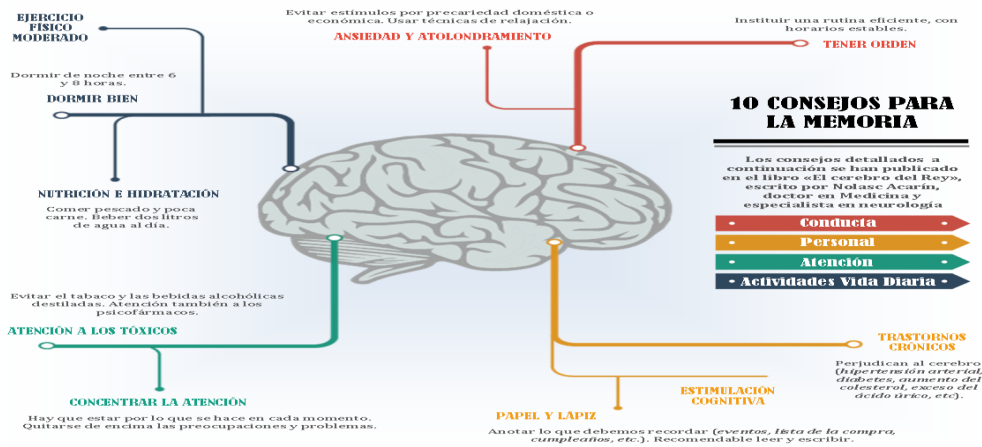 EJERCICIO
FÍSICO
MODERADO
Dormir de noche entre 6
y 8 horas.
DORMIR BIEN
NUTRICIÓN E HIDRATACIÓN
Comer pescado y poca
carne. Beber dos litros
de agua al día.
Evitar estímulos por precariedad doméstica o
económica. Usar técnicas de relajación.
ANSIEDAD Y ATOLONDRAMIENTO
Instituir una rutina eficiente, con
horarios estables.
TENER ORDEN
10 CONSEJOS PARA
LA MEMORIA
Los consejos detallados a
continuación se han publicado
en el libro «El cerebro del Rey»,
escrito por Nolasc Acarín,
doctor en Medicina y
especialista en neurología
Conducta
Personal
Atención
Actividades Vida Diaria
Evitar el tabaco y las bebidas alcohólicas
destiladas. Atención también a los
psicofármacos.
ATENCIÓN A LOS TÓXICOS
CONCENTRAR LA ATENCIÓN
Hay que estar por lo que se hace en cada momento.
Quitarse de encima las preocupaciones y problemas.
TRASTORNOS
CRÓNICOS
Perjudican al cerebro
(hipertensión arterial,
diabetes, aumento del
colesterol, exceso del
ácido úrico, etc).
ESTIMULACIÓN
COGNITIVA
PAPEL Y LAPIZ
Anotar lo que debemos recordar (eventos, lista de la compra,
cumpleaños, etc.). Recomendable leer y escribir.